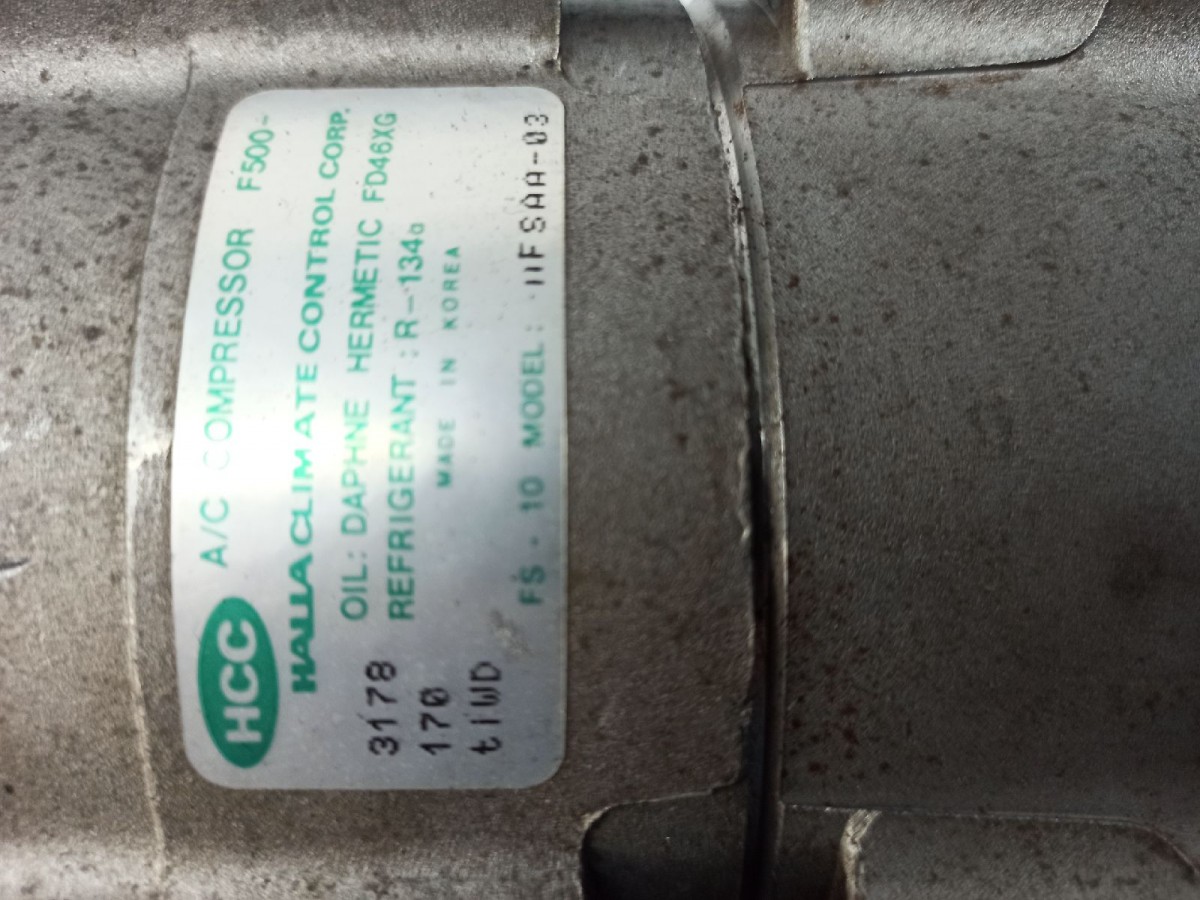 HCC A/C COMPRESSOR F500-
HALLA CLIMATE CONTROL CORP.
OIL: DAPHNE HERMETIC FD46XG
REFRIGERANT : R-134a
MADE IN KOREA
3178
170
tiWD
FS - 10 MODEL: 11FSAA-03